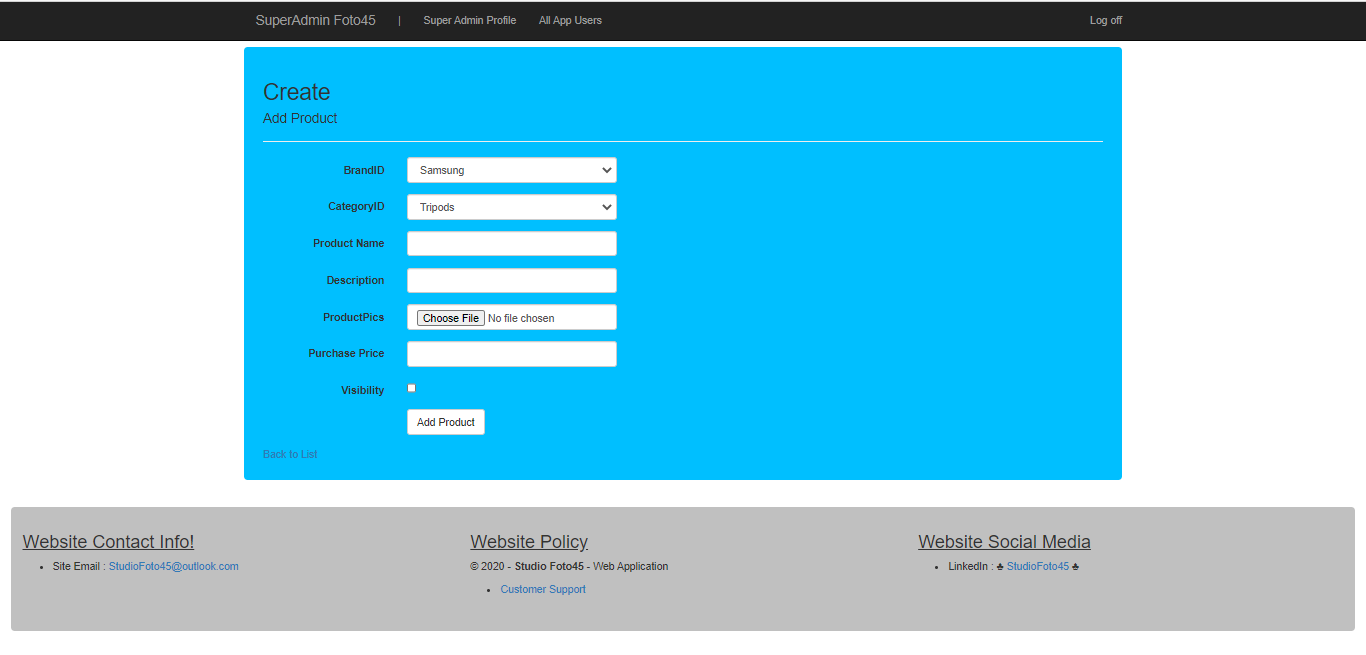 SuperAdmin Foto45 | Super Admin Profile All App Users Log off
Create
Add Product
BrandID Samsung
CategoryID Tripods
Product Name
Description
ProductPics Choose File No file chosen
Purchase Price
Visibility
Add Product
Back to List
Website Contact Info!
• Site Email : StudioFoto45@outlook.com
Website Policy
© 2020 - Studio Foto45 - Web Application
• Customer Support
Website Social Media
• LinkedIn : ♣ StudioFoto45 ♣